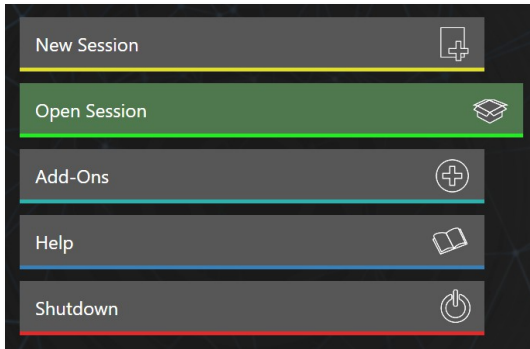 New Session
Open Session
Add-Ons
Help
Shutdown